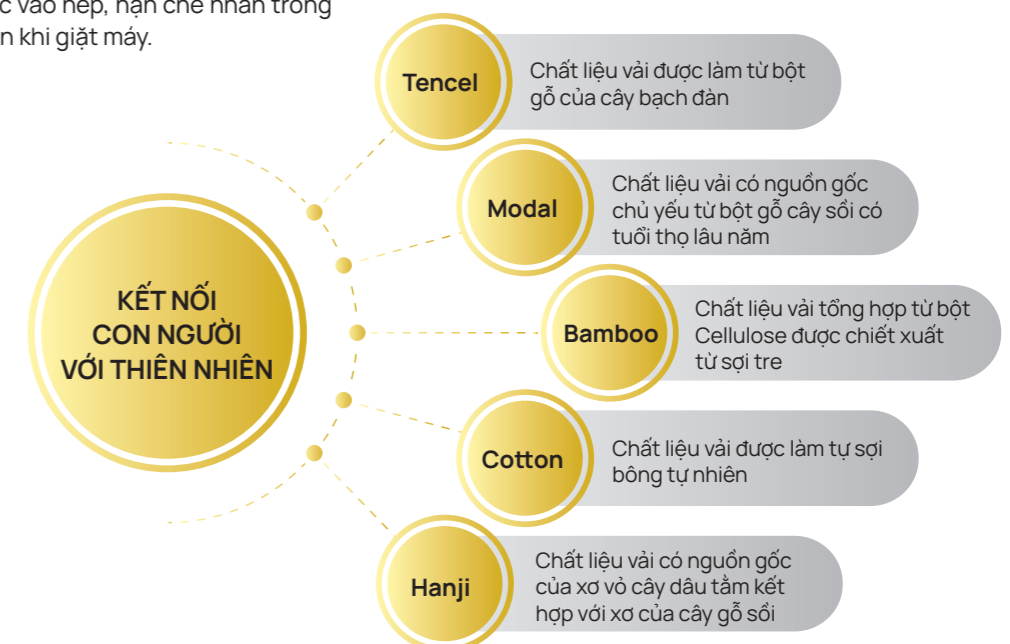 vào nếp, hạn chế nhăn trong
khi giặt máy.
Tencel
Chất liệu vải được làm từ bột
gỗ của cây bạch đàn
Modal
Chất liệu vải có nguồn gốc
chủ yếu từ bột gỗ cây sồi có
tuổi thọ lâu năm
KẾT NỐI
CON NGƯỜI
VỚI THIÊN NHIÊN
Bamboo
Chất liệu vải tổng hợp từ bột
Cellulose được chiết xuất
từ sợi tre
Cotton
Chất liệu vải được làm tự sợi
bông tự nhiên
Hanji
Chất liệu vải có nguồn gốc
của xơ vỏ cây dâu tằm kết
hợp với xơ của cây gỗ sồi